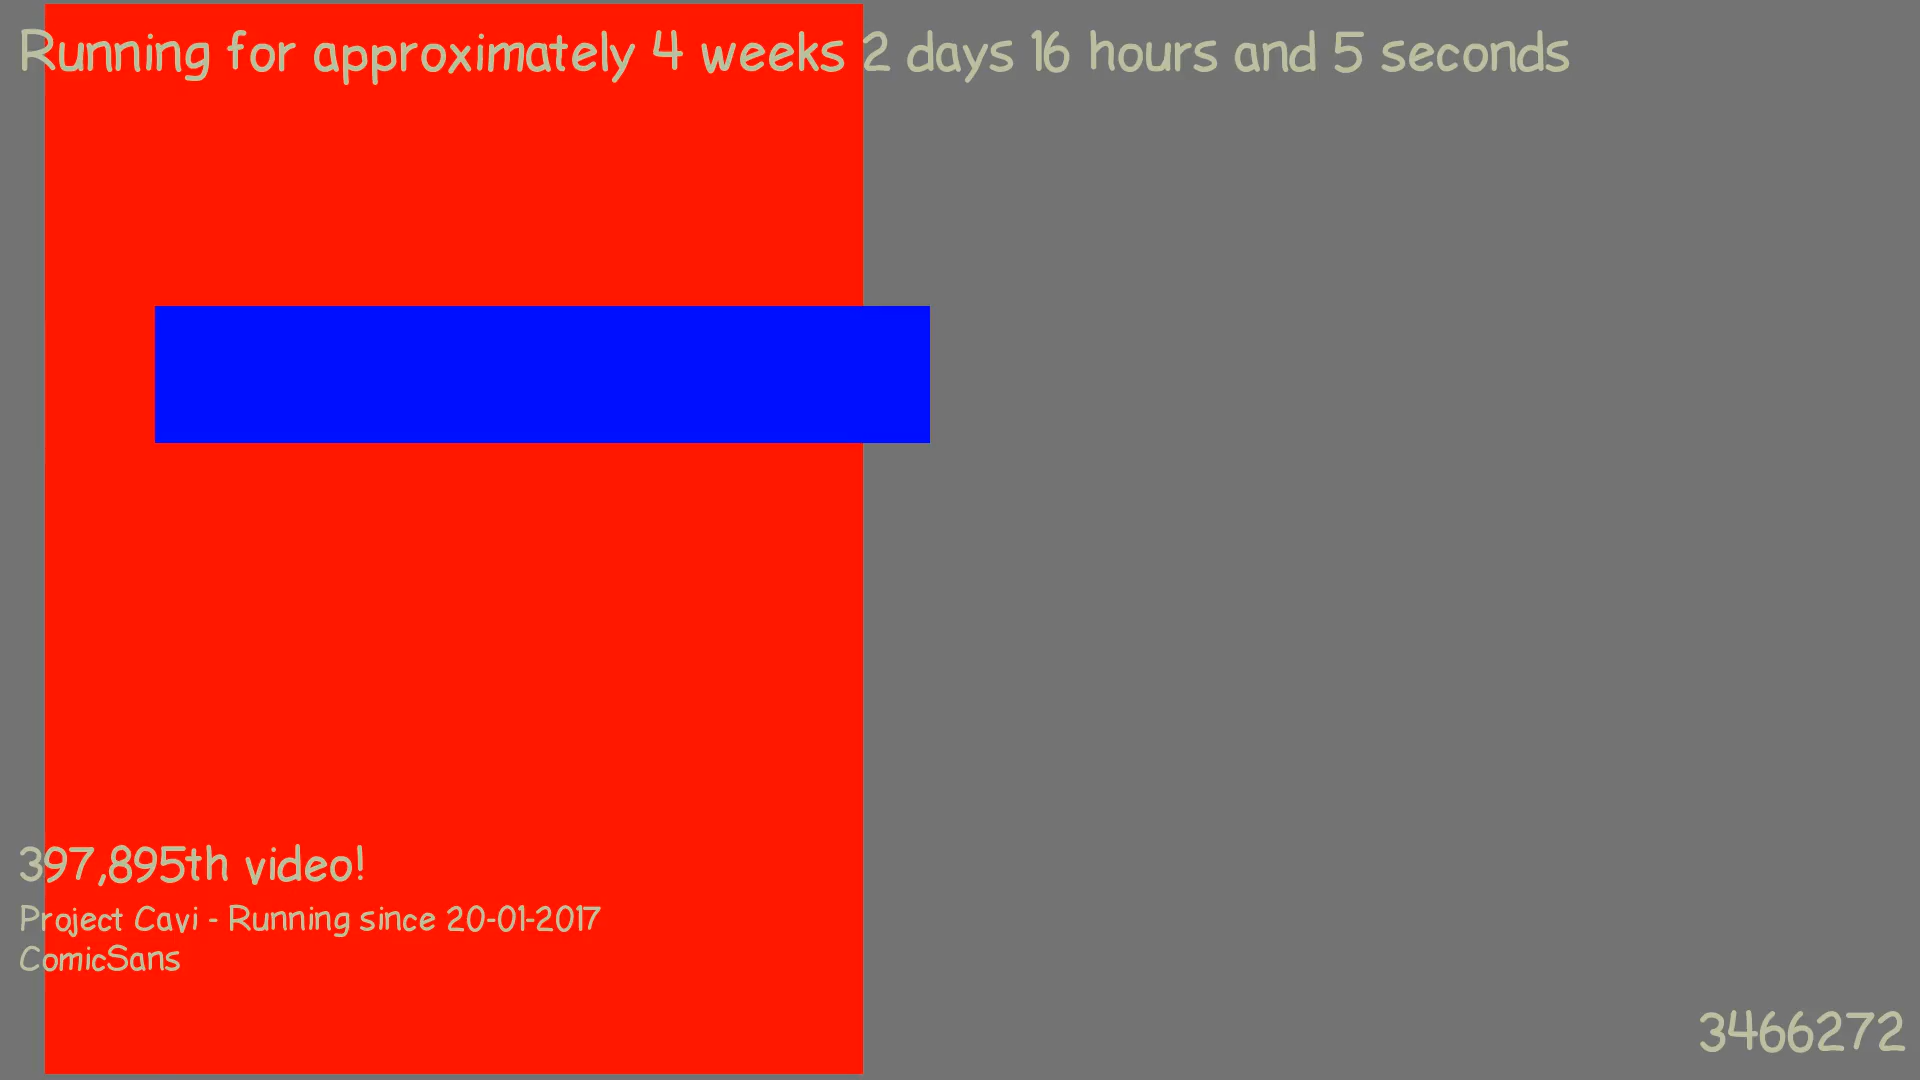 Running for approximately 4 weeks 2 days 16 hours and 5 seconds
397,895th video!
Project Cavi - Running since 20-01-2017
ComicSans
3466272